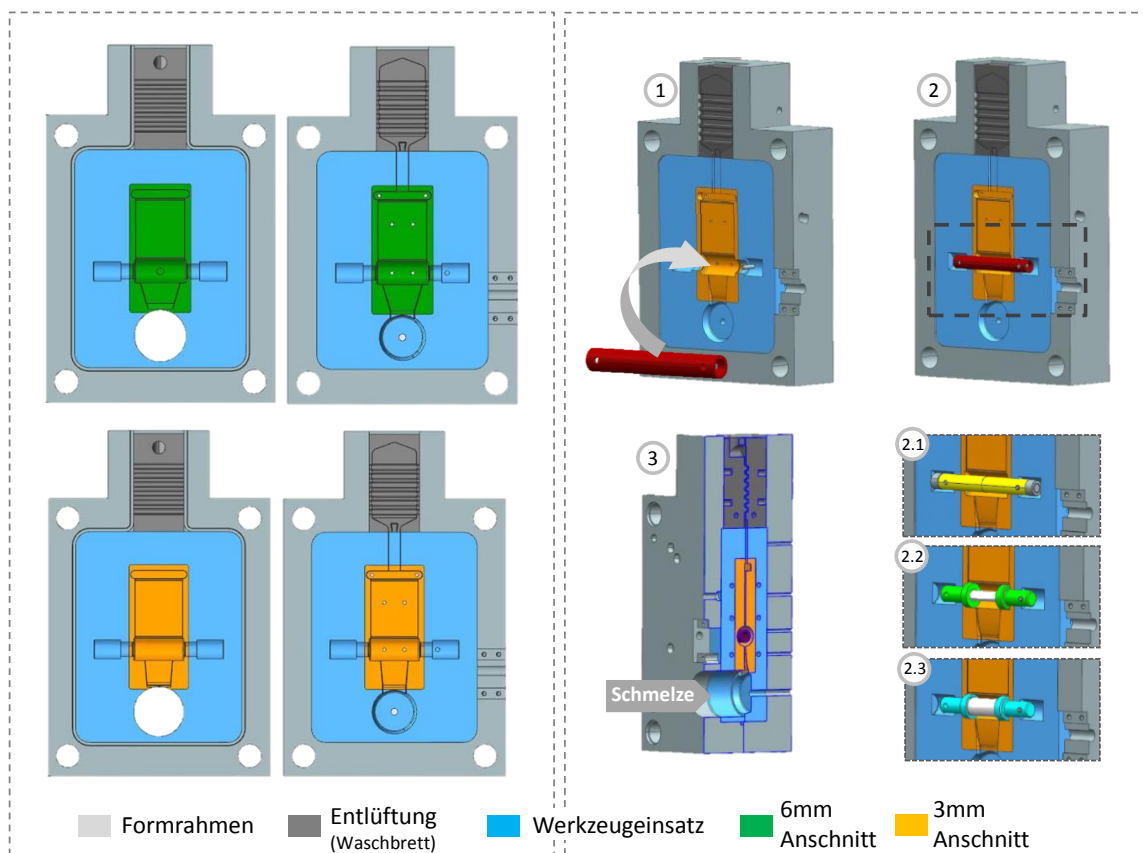 1
2
3
2.1
2.2
2.3
Schmelze
Formrahmen
Entlüftung
(Waschbrett)
Werkzeugeinsatz
6mm
Anschnitt
3mm
Anschnitt